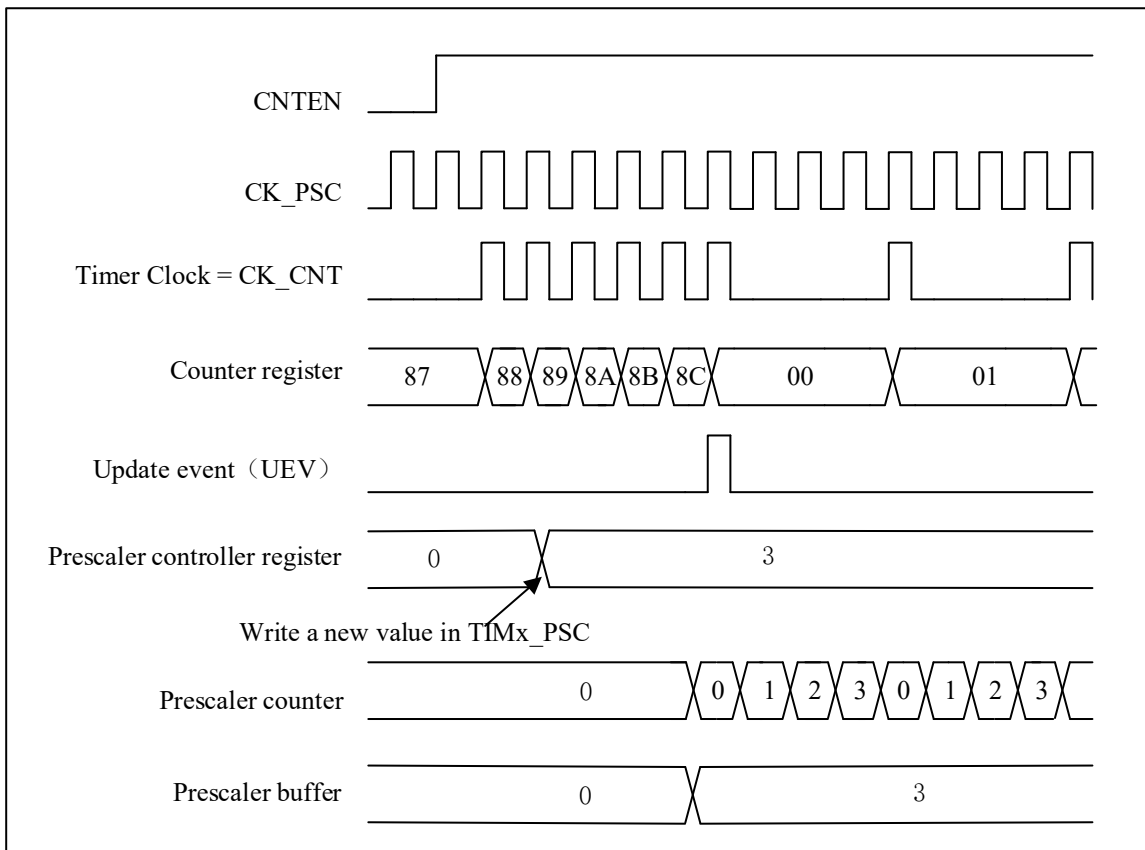 CNTEN
CK_PSC
Timer Clock = CK_CNT
Counter register
87 88 89 8A 8B 8C 00 01
Update event（UEV）
Prescaler controller register
0 3
Write a new value in TIMx_PSC
Prescaler counter
0 0 1 2 3 0 1 2 3
Prescaler buffer
0 3